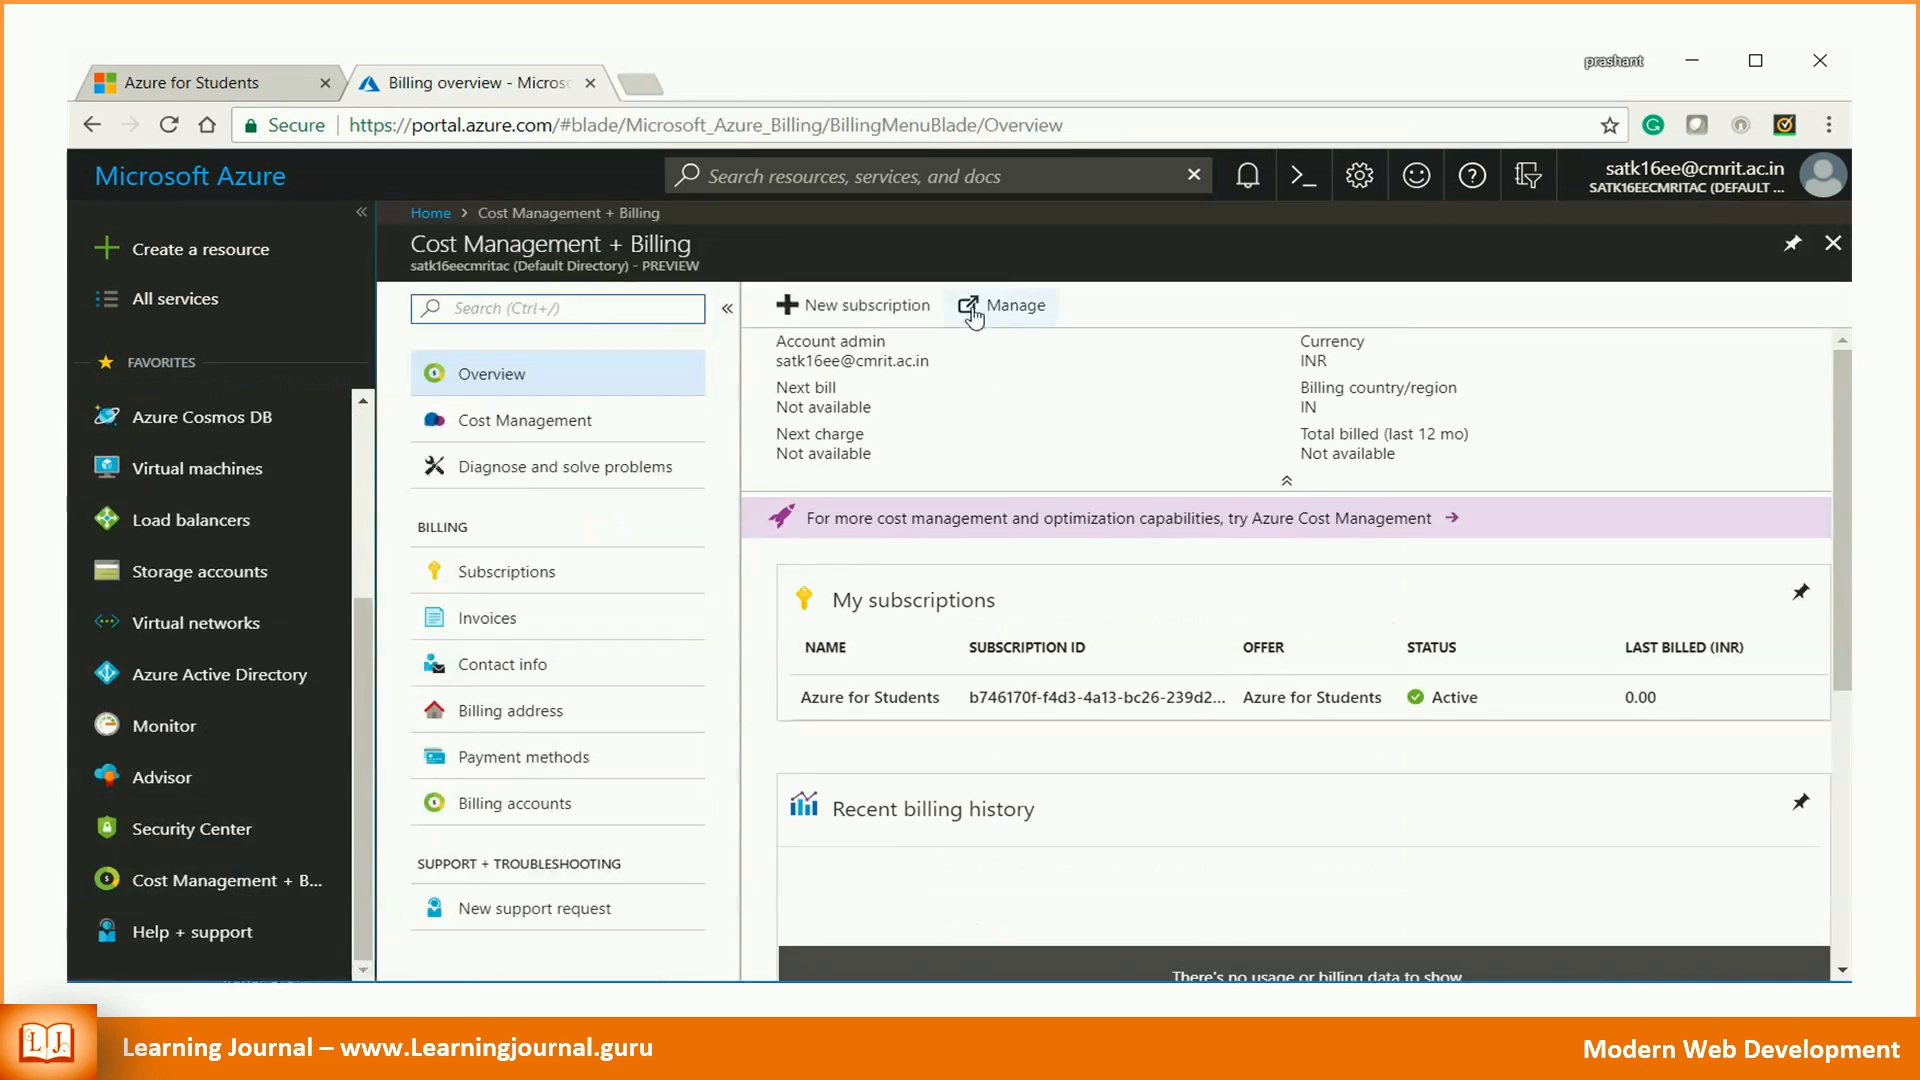 prashant
Azure for Students
Billing overview - Micros
Secure
https://portal.azure.com/#blade/Microsoft_Azure_Billing/BillingMenuBlade/Overview
Microsoft Azure
Search resources, services, and docs
satk16ee@cmrit.ac.in
SATK16EECMRITAC (DEFAULT ...
Home > Cost Management + Billing
Cost Management + Billing
satk16eecmritac (Default Directory) - PREVIEW
Create a resource
All services
FAVORITES
Azure Cosmos DB
Virtual machines
Load balancers
Storage accounts
Virtual networks
Azure Active Directory
Monitor
Advisor
Security Center
Cost Management + B...
Help + support
Search (Ctrl+/)
Overview
Cost Management
Diagnose and solve problems
BILLING
Subscriptions
Invoices
Contact info
Billing address
Payment methods
Billing accounts
SUPPORT + TROUBLESHOOTING
New support request
New subscription
Manage
Account admin
satk16ee@cmrit.ac.in
Next bill
Not available
Next charge
Not available
Currency
INR
Billing country/region
IN
Total billed (last 12 mo)
Not available
For more cost management and optimization capabilities, try Azure Cost Management
My subscriptions
NAME SUBSCRIPTION ID OFFER STATUS LAST BILLED (INR)
Azure for Students b746170f-f4d3-4a13-bc26-239d2... Azure for Students Active 0.00
Recent billing history
There's no usage or billing data to show
LJ
Learning Journal – www.Learningjournal.guru
Modern Web Development